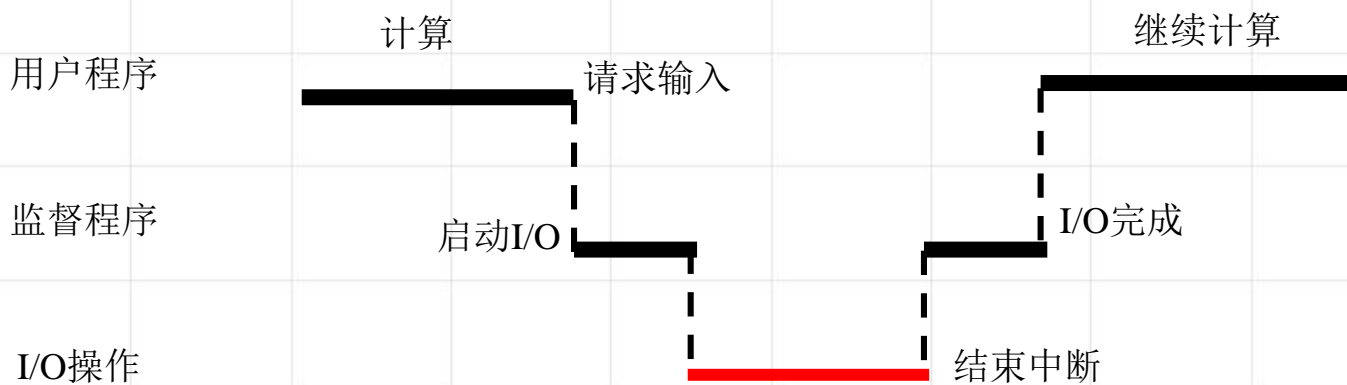 计算
继续计算
用户程序
请求输入
监督程序
启动I/O
I/O完成
I/O操作
结束中断